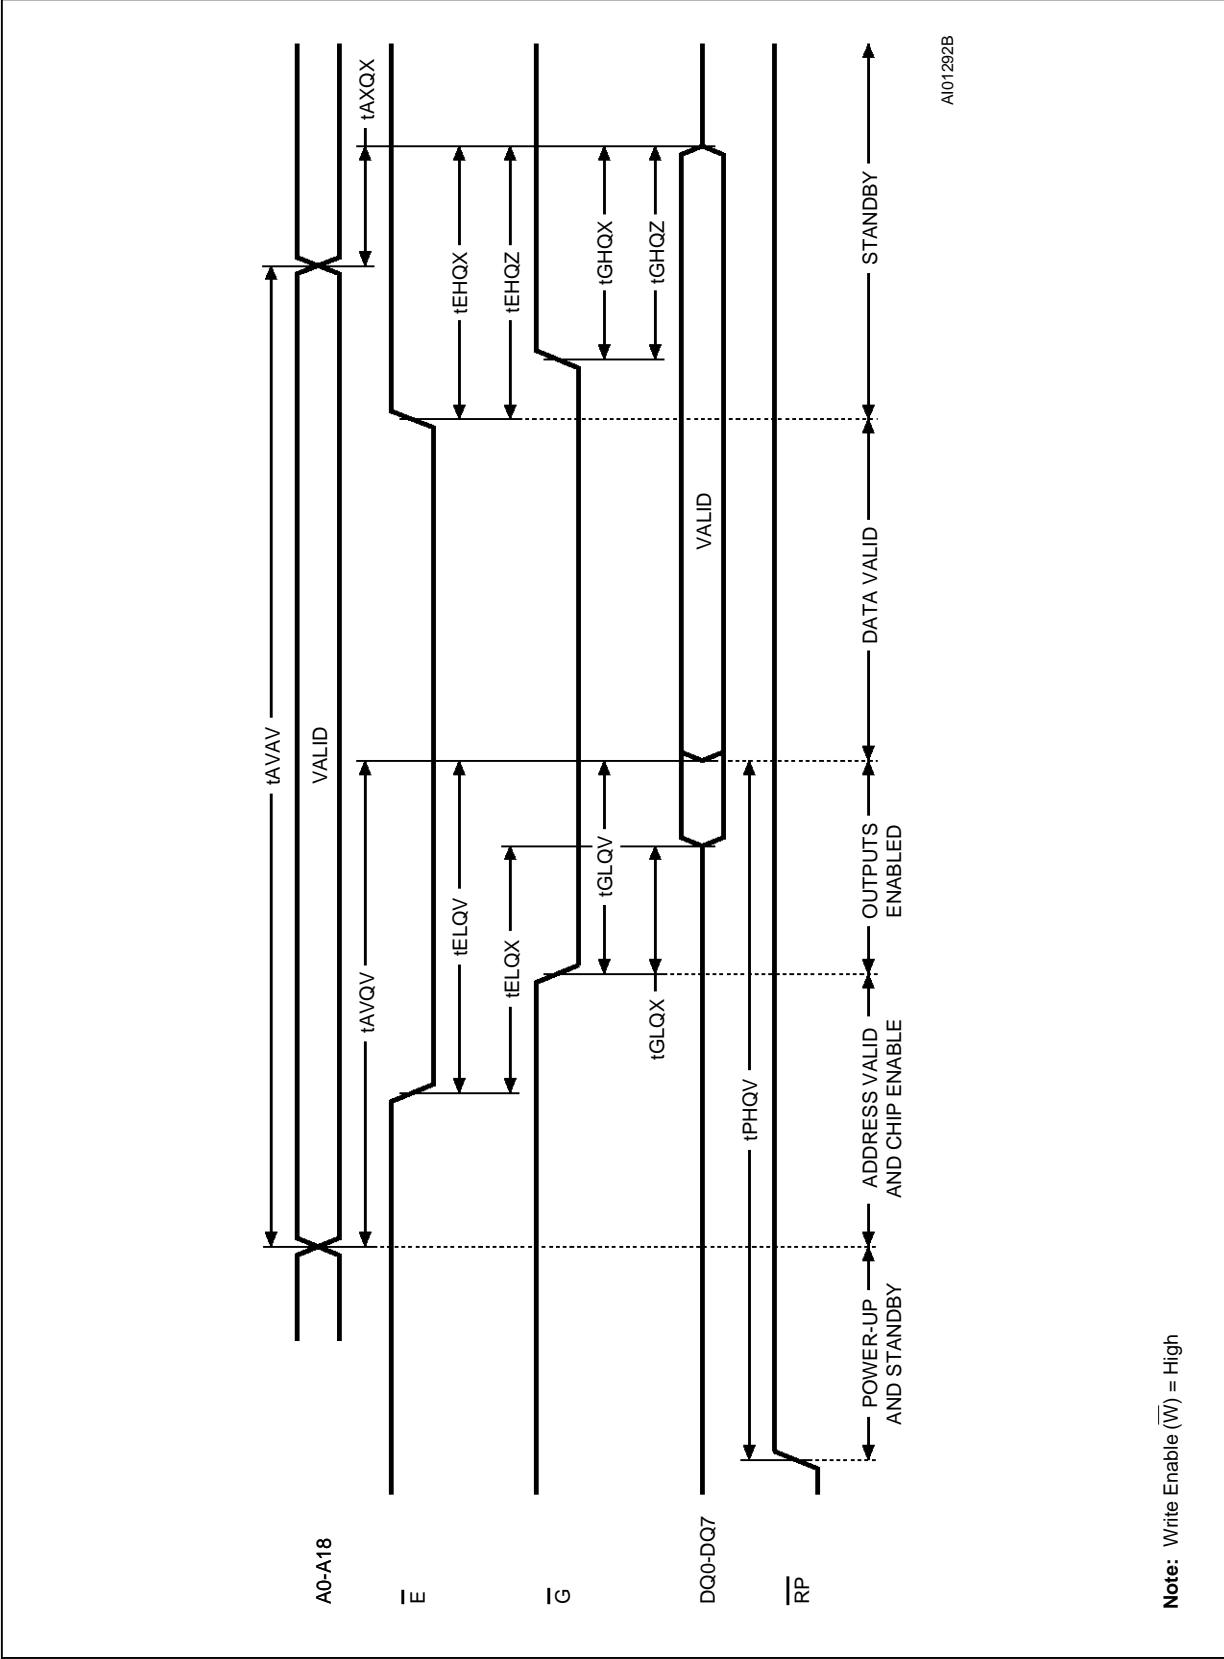 tAVAV
A0-A18
VALID
tAVQV
tAXQX
E
tELQV
tEHQX
tELQX
tEHQZ
G
tGLQV
tGHQX
tGLQX
tGHQZ
DQ0-DQ7
VALID
tPHQV
RP
POWER-UP
AND STANDBY
ADDRESS VALID
AND CHIP ENABLE
OUTPUTS
ENABLED
DATA VALID
STANDBY
AI01292B
Note: Write Enable (W) = High